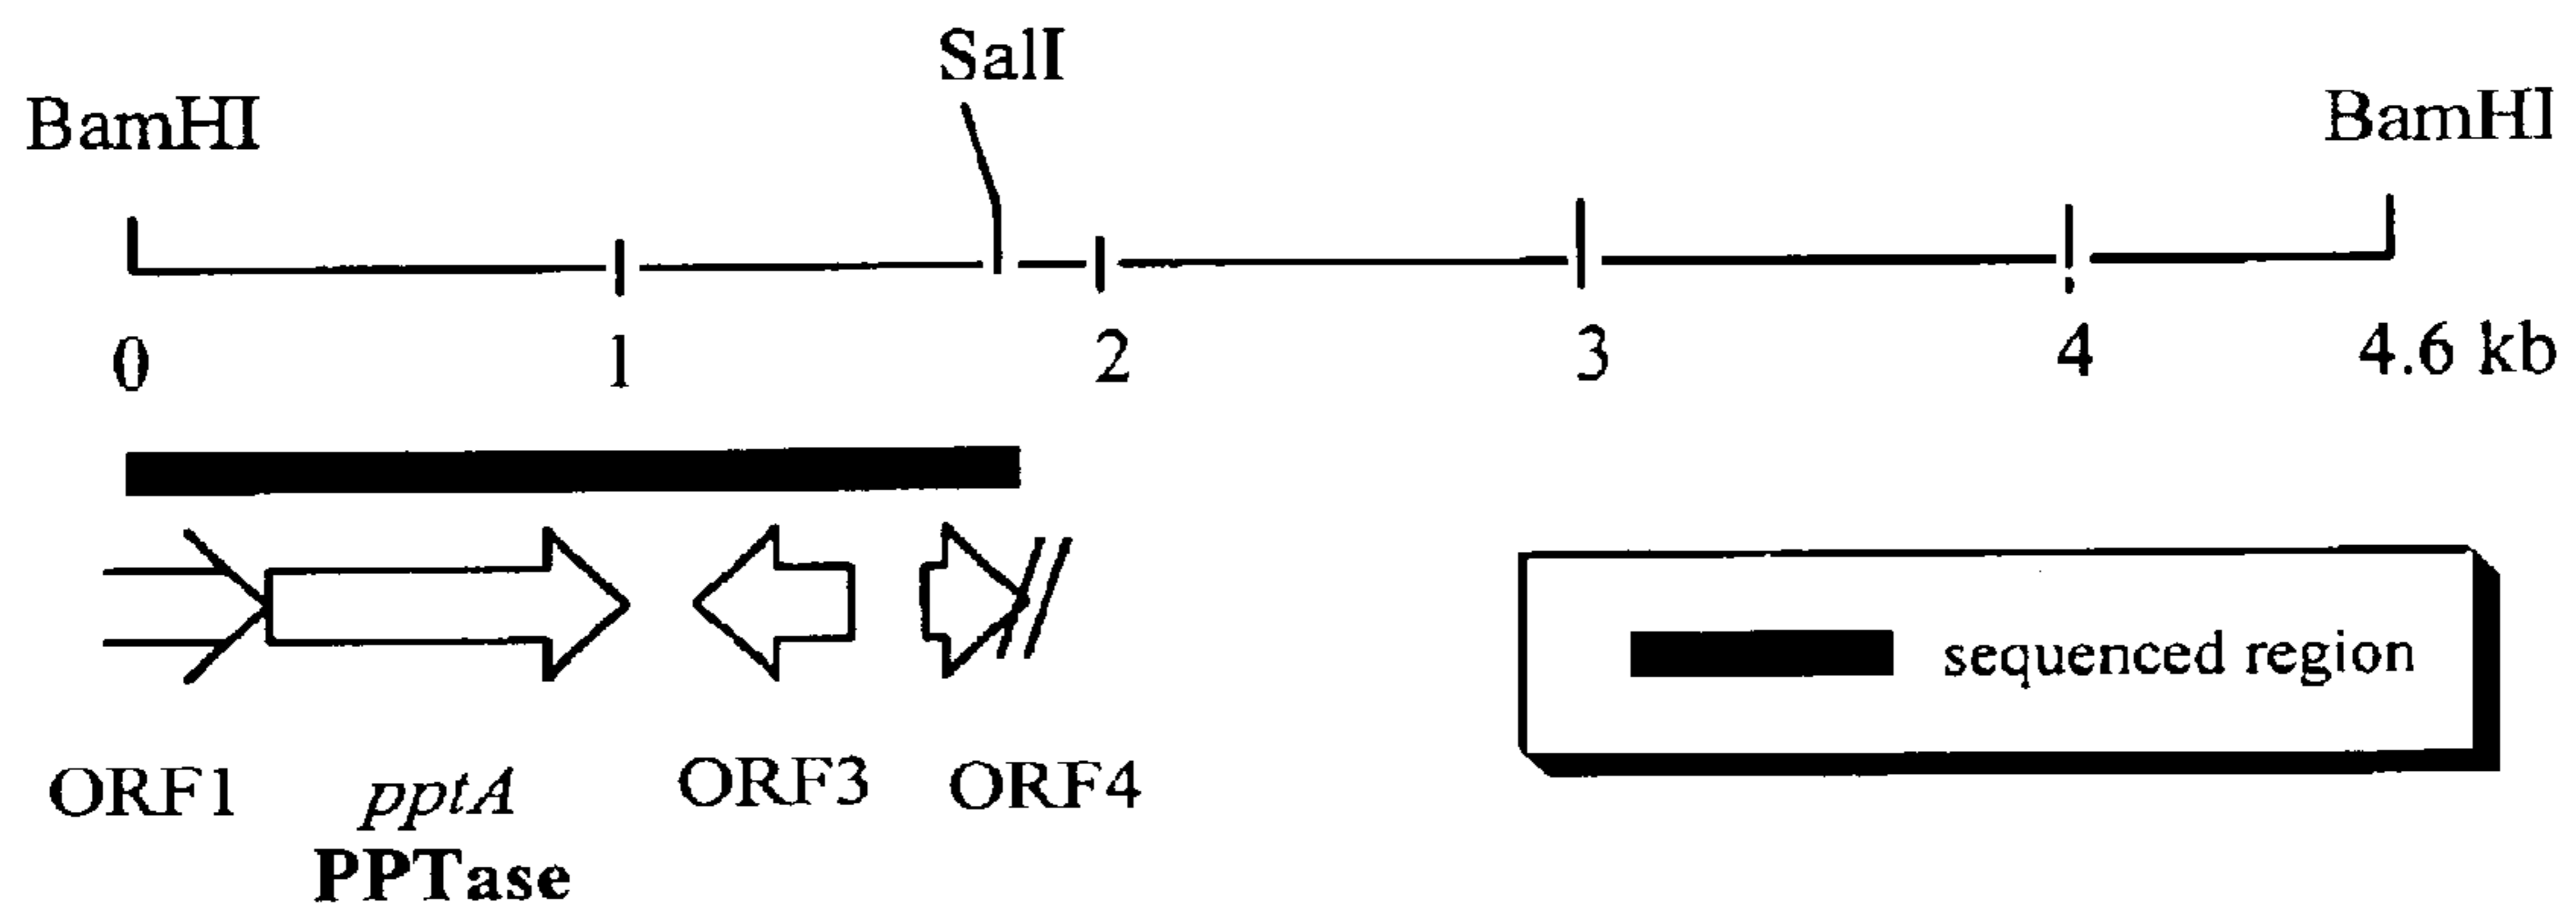 SalI
BamHI BamHI
0 1 2 3 4 4.6 kb
sequenced region
ORF1 pptA ORF3 ORF4
PPTase